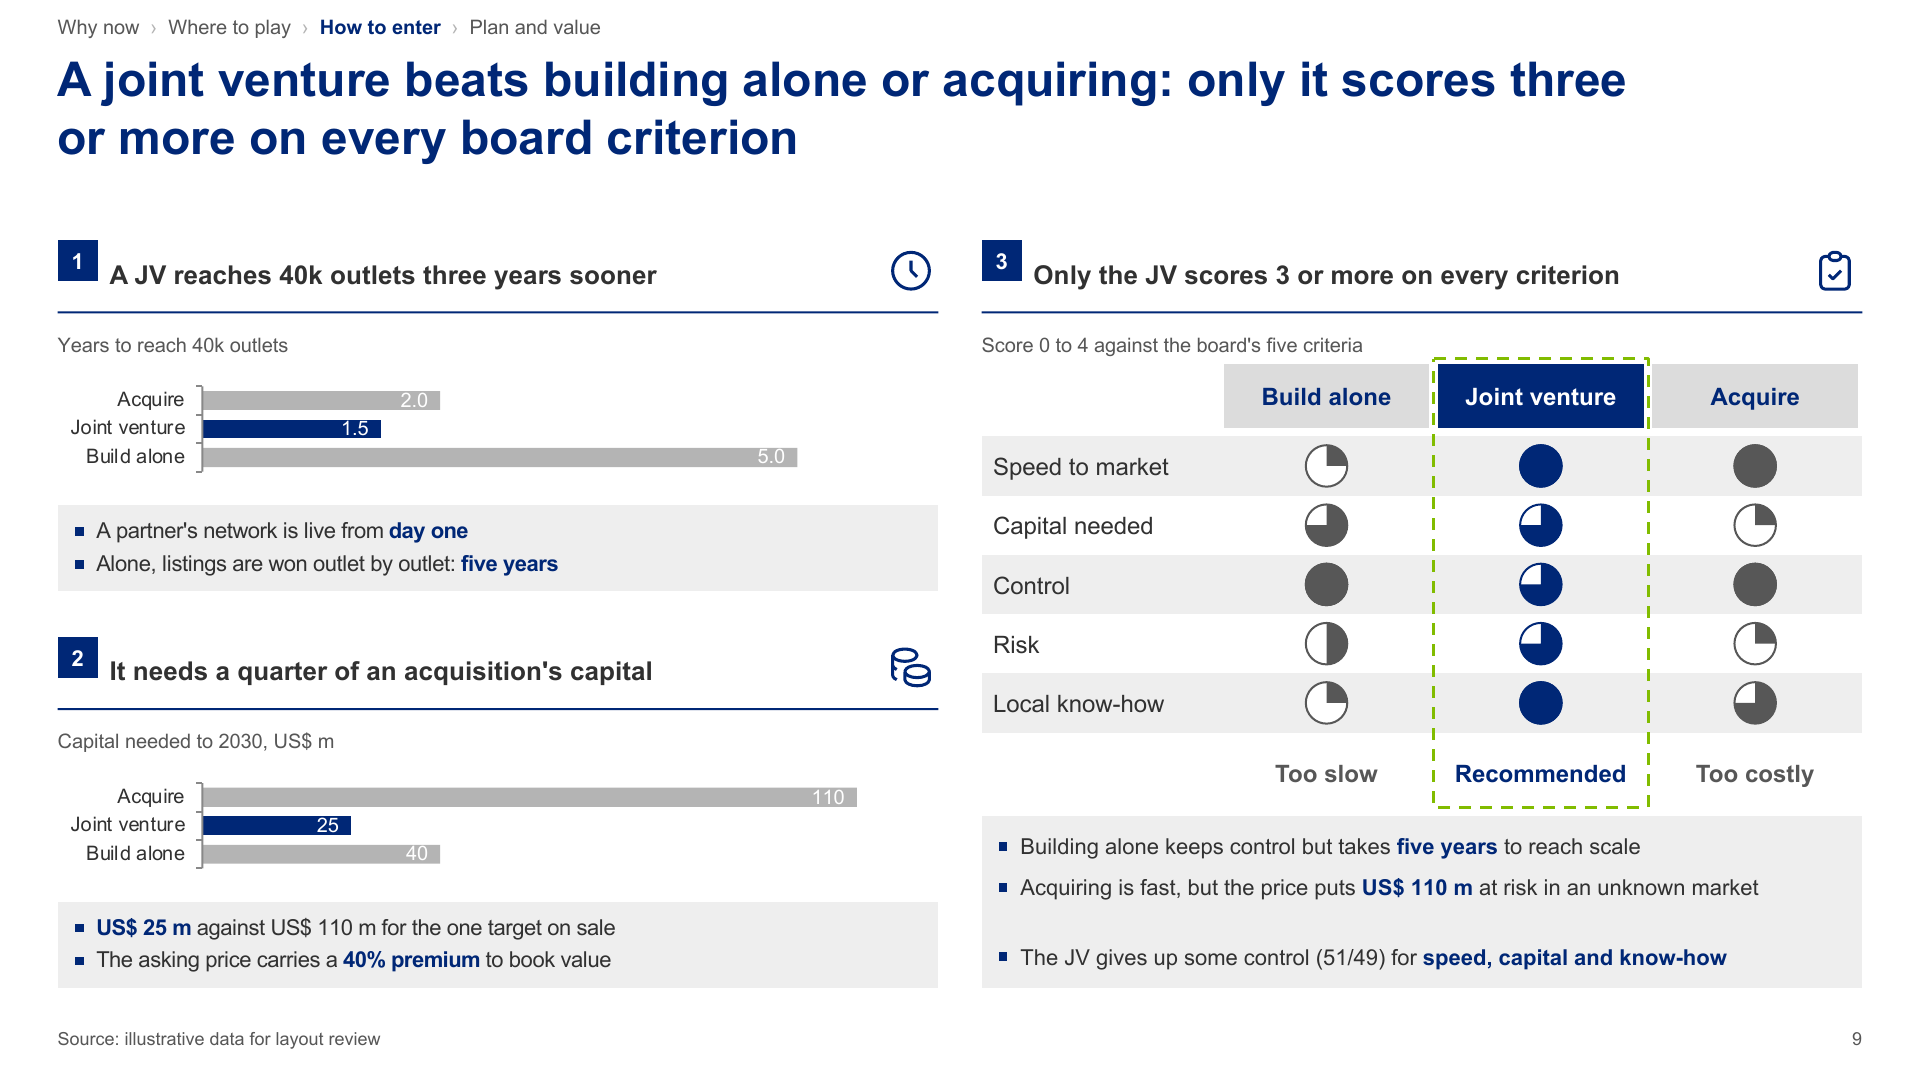 Why now › Where to play › How to enter › Plan and value
A joint venture beats building alone or acquiring: only it scores three
or more on every board criterion
1
A JV reaches 40k outlets three years sooner
Years to reach 40k outlets
Acquire 2.0
Joint venture 1.5
Build alone 5.0
A partner's network is live from day one
Alone, listings are won outlet by outlet: five years
2
It needs a quarter of an acquisition's capital
Capital needed to 2030, US$ m
Acquire 110
Joint venture 25
Build alone 40
US$ 25 m against US$ 110 m for the one target on sale
The asking price carries a 40% premium to book value
3
Only the JV scores 3 or more on every criterion
Score 0 to 4 against the board's five criteria
Build alone Joint venture Acquire
Speed to market
Capital needed
Control
Risk
Local know-how
Too slow Recommended Too costly
Building alone keeps control but takes five years to reach scale
Acquiring is fast, but the price puts US$ 110 m at risk in an unknown market
The JV gives up some control (51/49) for speed, capital and know-how
Source: illustrative data for layout review
9